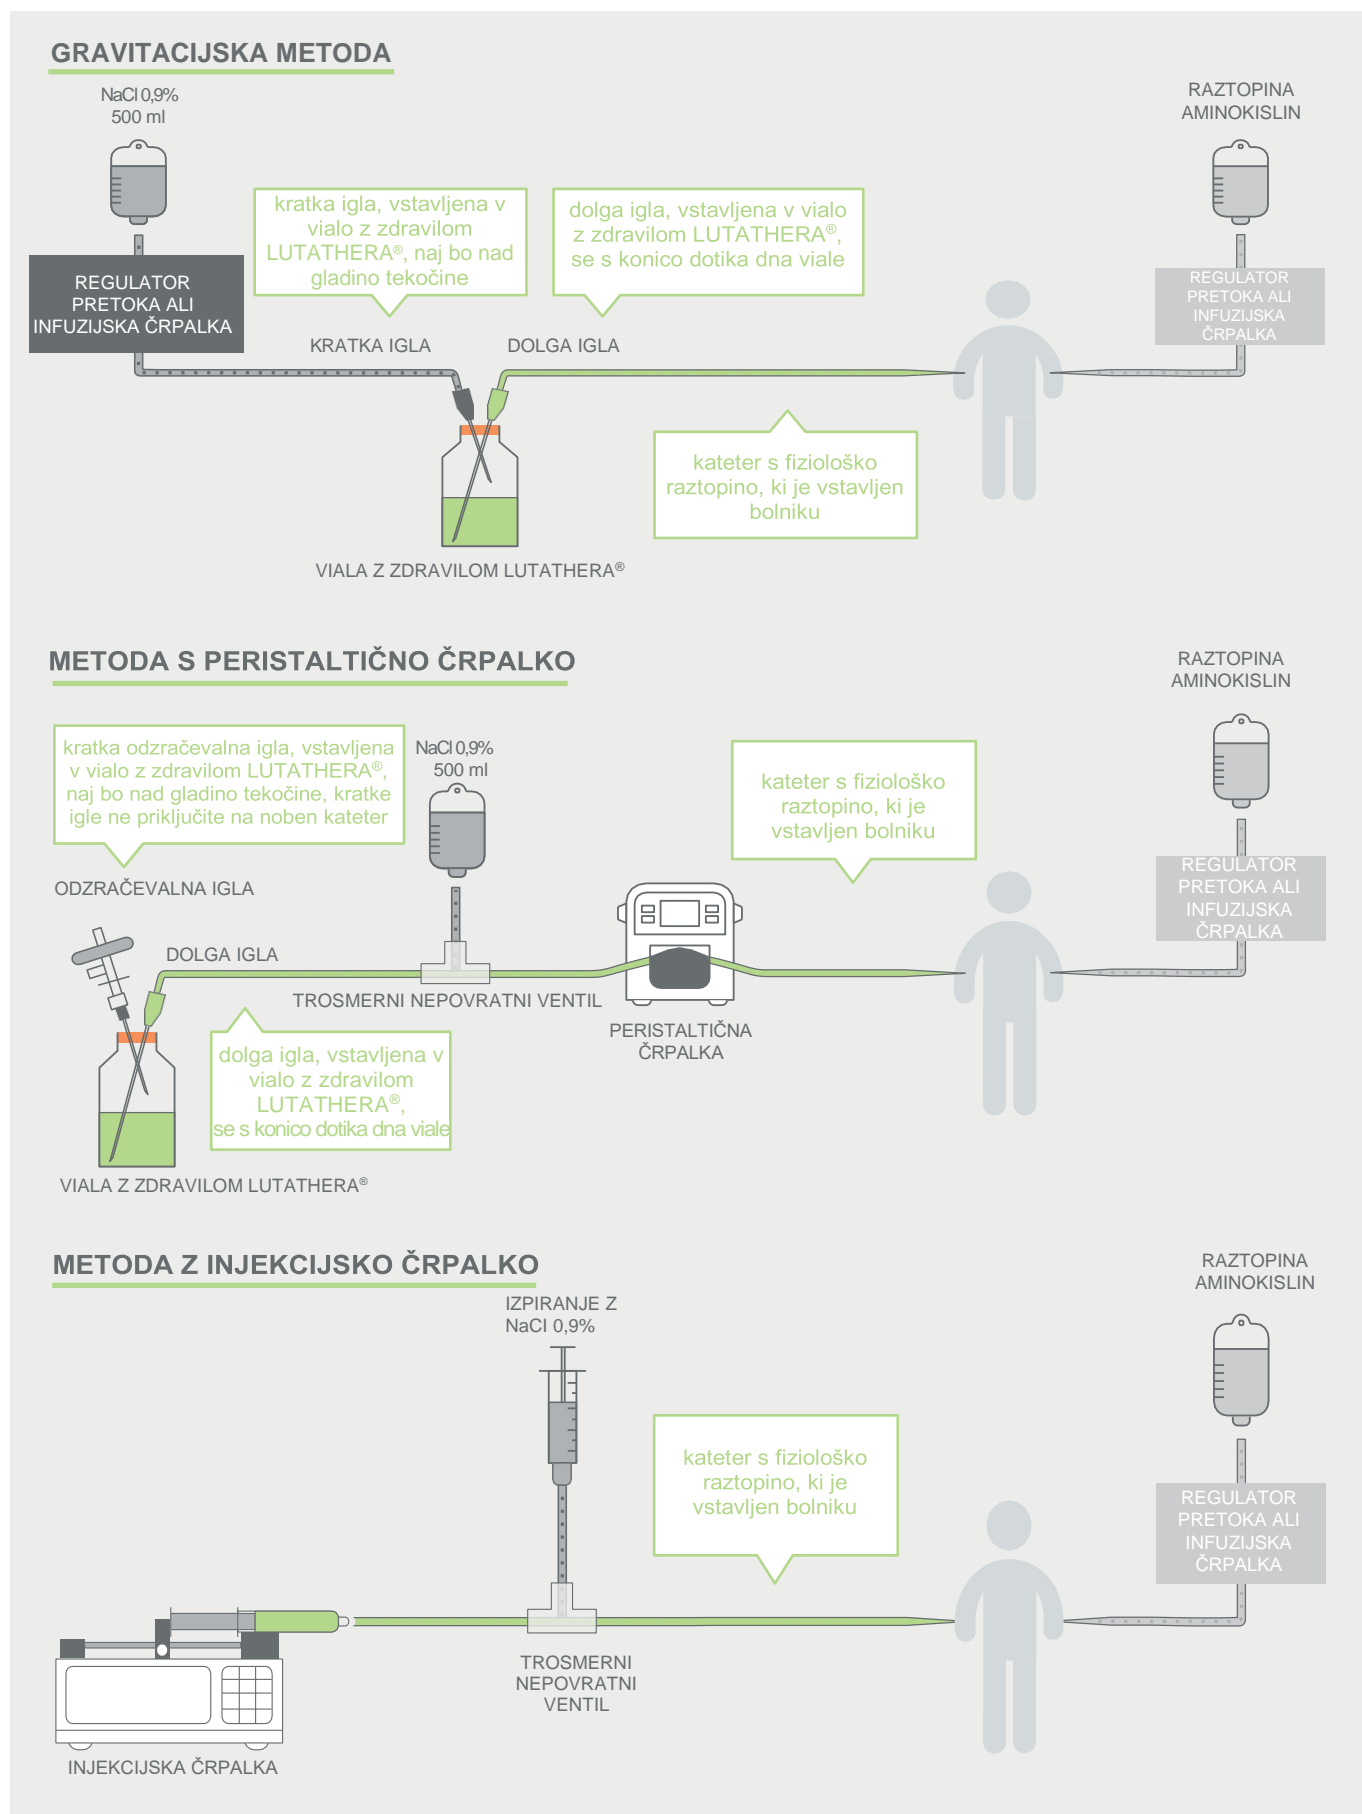 GRAVITACIJSKA METODA
NaCl 0,9%
500 ml
RAZTOPINA
AMINOKISLIN
kratka igla, vstavljena v
vialo z zdravilom
LUTATHERA®, naj bo nad
gladino tekočine
dolga igla, vstavljena v vialo
z zdravilom LUTATHERA®,
se s konico dotika dna viale
REGULATOR
PRETOKA ALI
INFUZIJSKA ČRPALKA
REGULATOR
PRETOKA ALI
INFUZIJSKA
ČRPALKA
KRATKA IGLA
DOLGA IGLA
kateter s fiziološko
raztopino, ki je vstavljen
bolniku
VIALA Z ZDRAVILOM LUTATHERA®
METODA S PERISTALTIČNO ČRPALKO
RAZTOPINA
AMINOKISLIN
kratka odzračevalna igla, vstavljena
v vialo z zdravilom LUTATHERA®,
naj bo nad gladino tekočine, kratke
igle ne priključite na noben kateter
NaCl 0,9%
500 ml
kateter s fiziološko
raztopino, ki je
vstavljen bolniku
REGULATOR
PRETOKA ALI
INFUZIJSKA
ČRPALKA
ODZRAČEVALNA IGLA
DOLGA IGLA
TROSMERNI NEPOVRATNI VENTIL
PERISTALTIČNA
ČRPALKA
dolga igla, vstavljena v
vialo z zdravilom
LUTATHERA®,
se s konico dotika dna viale
VIALA Z ZDRAVILOM LUTATHERA®
METODA Z INJEKCIJSKO ČRPALKO
RAZTOPINA
AMINOKISLIN
IZPIRANJE Z
NaCl 0,9%
kateter s fiziološko
raztopino, ki je
vstavljen bolniku
REGULATOR
PRETOKA ALI
INFUZIJSKA
ČRPALKA
TROSMERNI
NEPOVRATNI
VENTIL
INJEKCIJSKA ČRPALKA